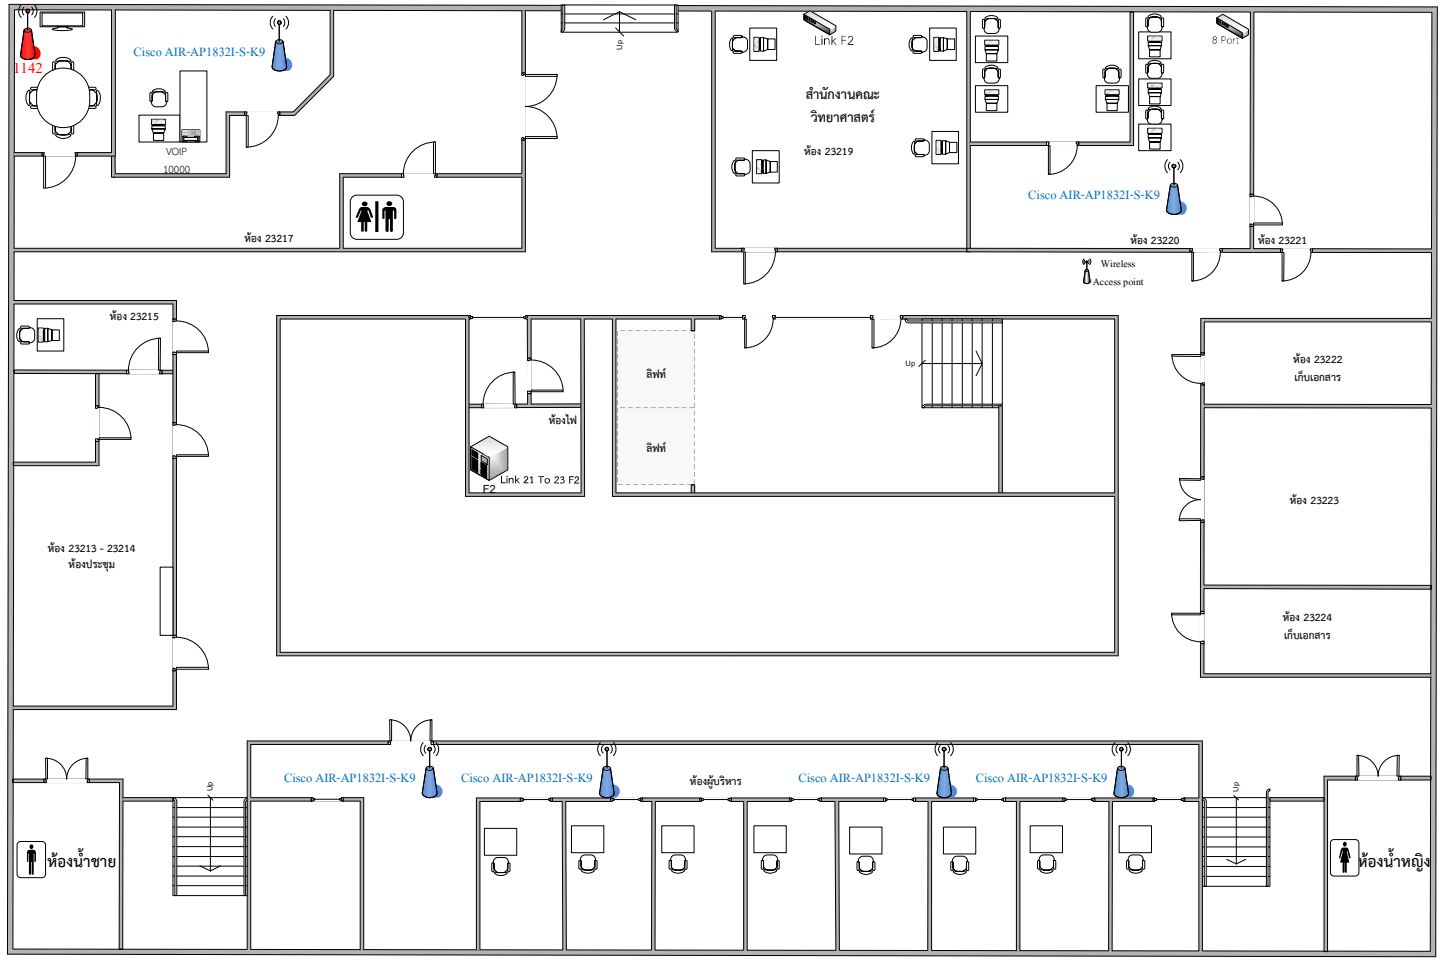 1142
Cisco AIR-AP1832I-S-K9
VOIP
10000
ห้อง 23217
Up
Link F2
สำนักงานคณะ
วิทยาศาสตร์
ห้อง 23219
8 Port
Cisco AIR-AP1832I-S-K9
ห้อง 23220
ห้อง 23221
Wireless
Access point
ห้อง 23215
ห้องไฟ
F2
Link 21 To 23 F2
ลิฟท์
ลิฟท์
Up
ห้อง 23222
เก็บเอกสาร
ห้อง 23223
ห้อง 23224
เก็บเอกสาร
ห้อง 23213 - 23214
ห้องประชุม
Cisco AIR-AP1832I-S-K9
Cisco AIR-AP1832I-S-K9
ห้องผู้บริหาร
Cisco AIR-AP1832I-S-K9
Cisco AIR-AP1832I-S-K9
Up
Up
ห้องน้ำชาย
ห้องน้ำหญิง